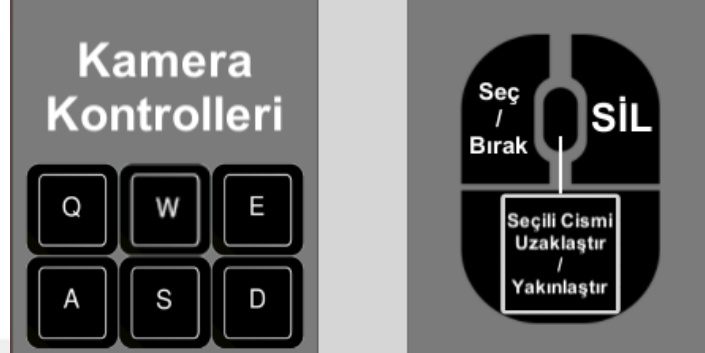 Kamera
Kontrolleri
Q W E
A S D
Seç
/
Bırak
SİL
Seçili Cismi
Uzaklaştır
/
Yakınlaştır